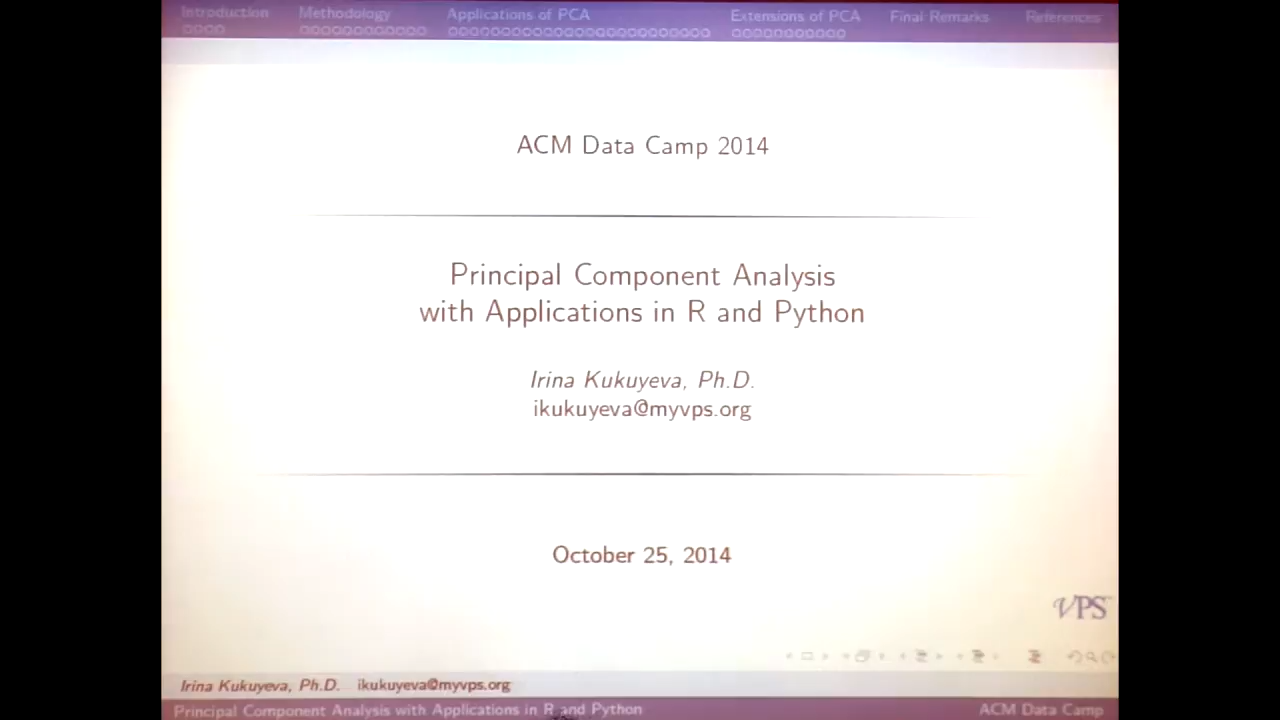 Introduction Methodology Applications of PCA Extensions of PCA Final Remarks References
ACM Data Camp 2014
Principal Component Analysis
with Applications in R and Python
Irina Kukuyeva, Ph.D.
ikukuyeva@myvps.org
October 25, 2014
VPS
Irina Kukuyeva, Ph.D. ikukuyeva@myvps.org
Principal Component Analysis with Applications in R and Python ACM Data Camp